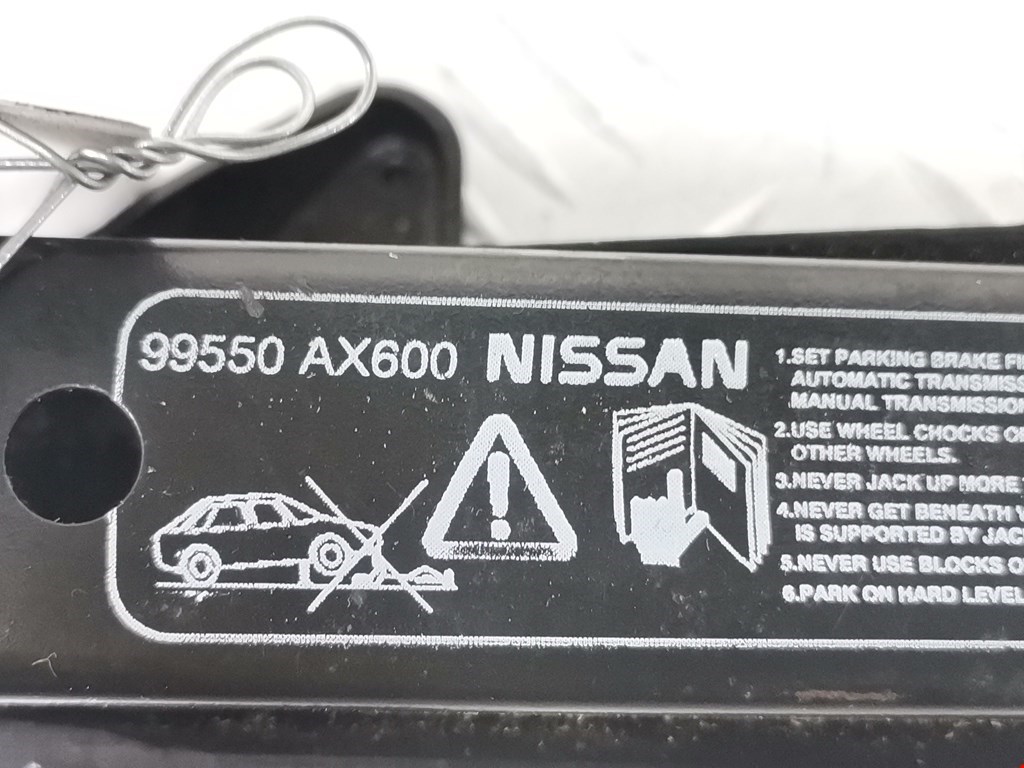 99550 AX600 NISSAN
1.SET PARKING BRAKE
AUTOMATIC
MANUAL
2.USE WHEEL CHOCKS
OTHER WHEELS.
3.NEVER JACK UP MORE
4.NEVER GET BENEATH
IS SUPPORTED BY
5.NEVER USE BLOCKS
6.PARK ON HARD LEVEL